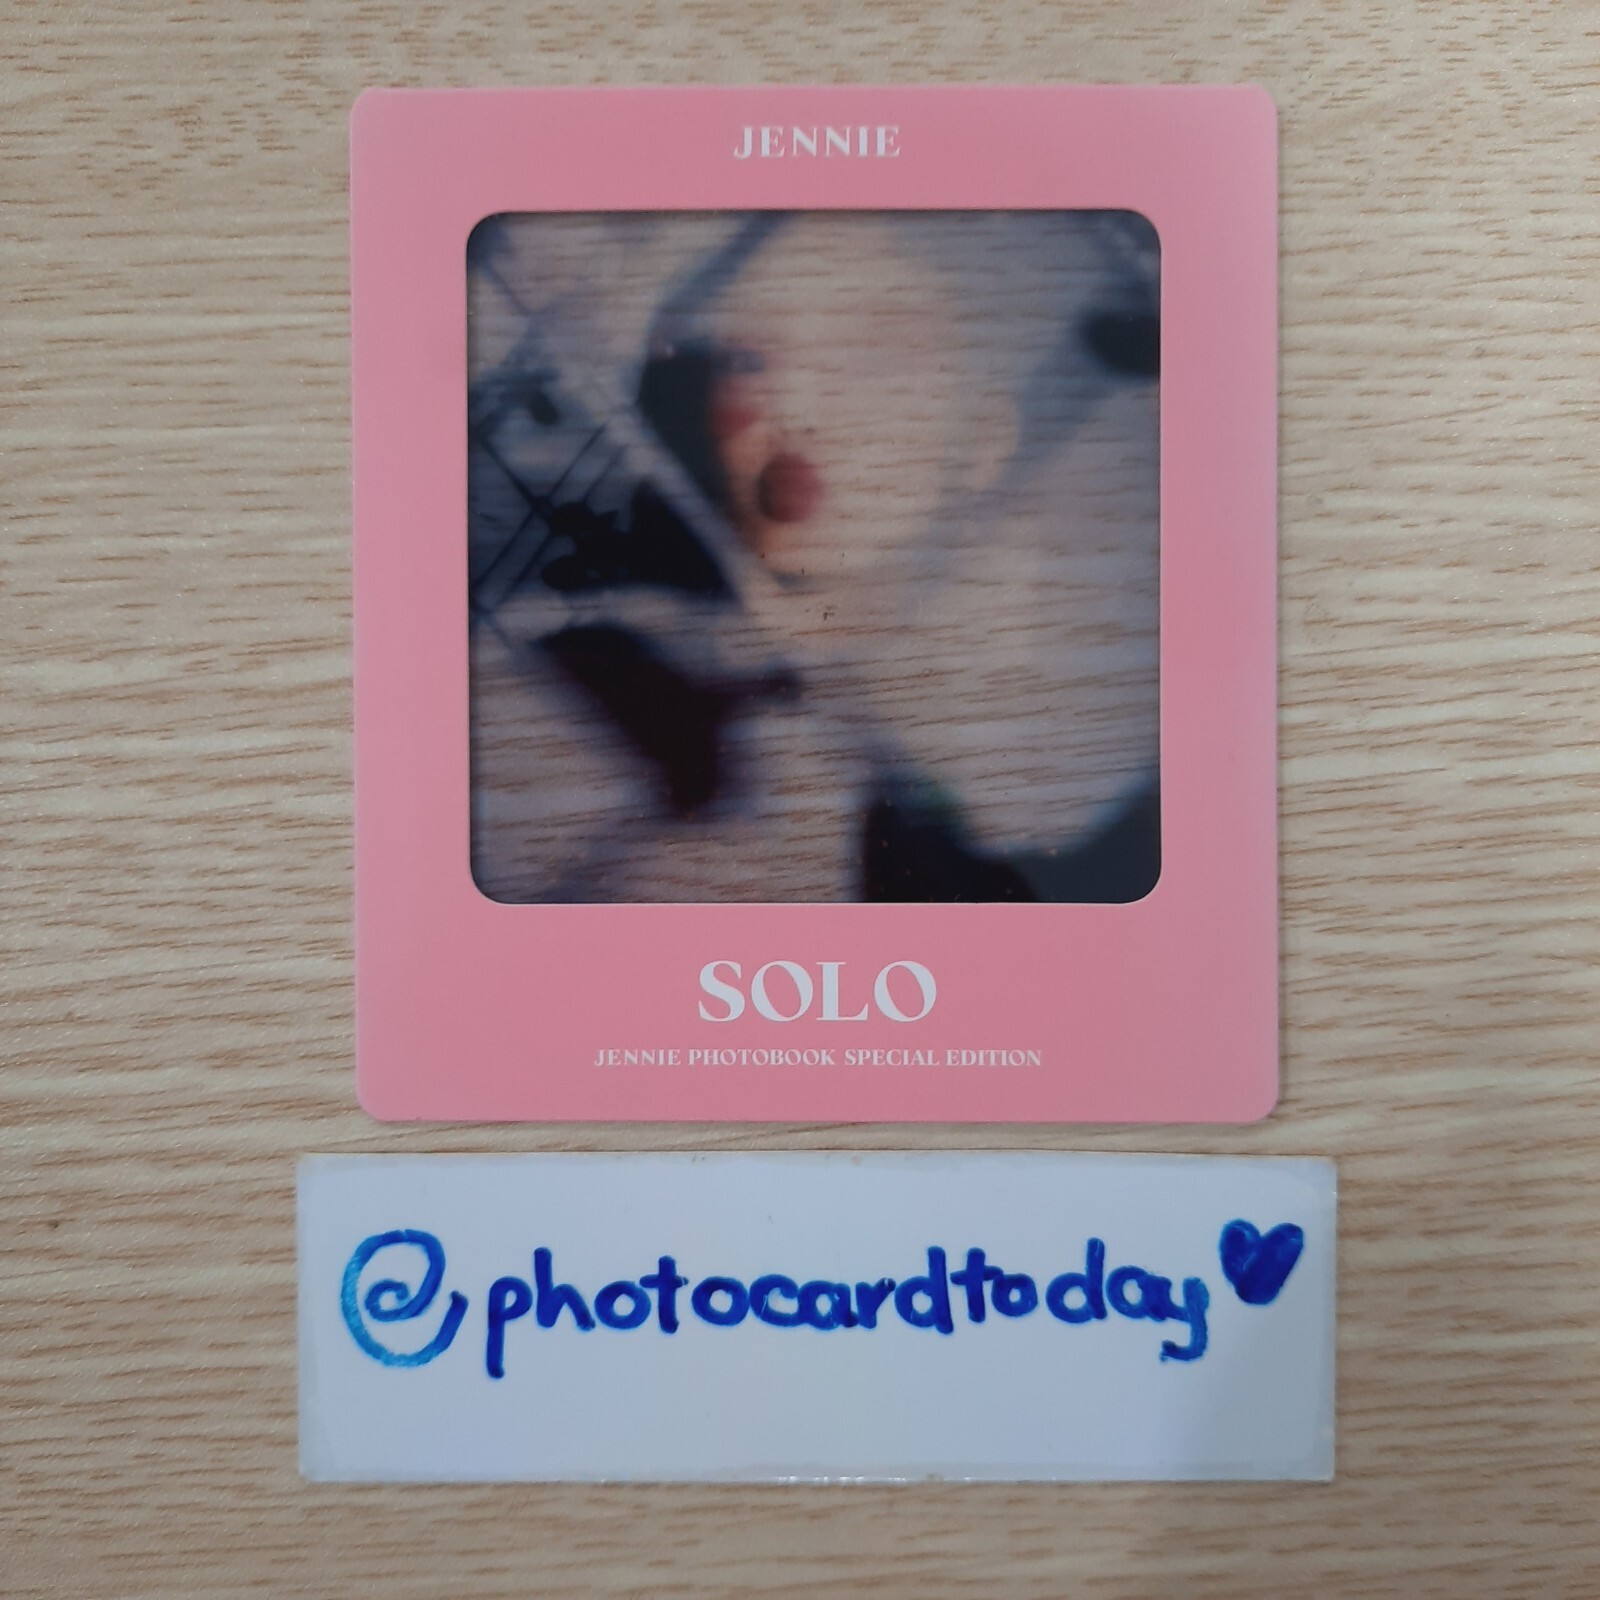 JENNIE
SOLO
JENNIE PHOTOBOOK SPECIAL EDITION
@photocardtoday